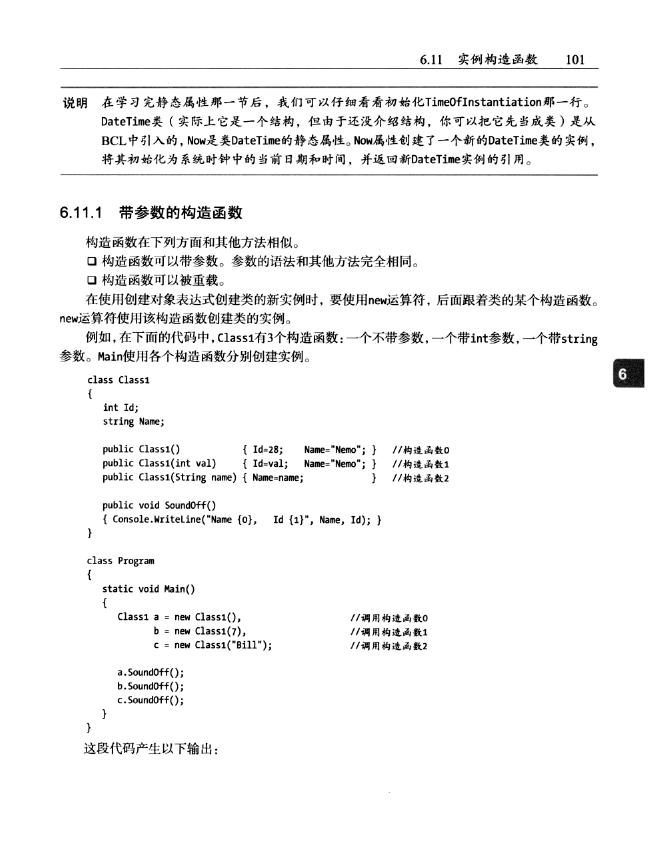 6.11 实例构造函数 101
说明 在学习完静态属性那一节后，我们可以仔细看看初始化TimeOfInstantiation那一行。
DateTime类（实际上它是一个结构，但由于还没介绍结构，你可以把它先当成类）是从
BCL中引入的，Now是类DateTime的静态属性。Now属性创建了一个新的DateTime类的实例，
将其初始化为系统时钟中的当前日期和时间，并返回新DateTime实例的引用。
6.11.1 带参数的构造函数
构造函数在下列方面和其他方法相似。
❑ 构造函数可以带参数。参数的语法和其他方法完全相同。
❑ 构造函数可以被重载。
在使用创建对象表达式创建类的新实例时，要使用new运算符，后面跟着类的某个构造函数。
new运算符使用该构造函数创建类的实例。
例如，在下面的代码中，Class1有3个构造函数：一个不带参数，一个带int参数，一个带string
参数。Main使用各个构造函数分别创建实例。
6
class Class1
{
int Id;
string Name;
public Class1() { Id=28; Name="Nemo"; } //构造函数0
public Class1(int val) { Id=val; Name="Nemo"; } //构造函数1
public Class1(String name) { Name=name; } //构造函数2
public void SoundOff()
{ Console.WriteLine("Name {0}, Id {1}", Name, Id); }
}
class Program
{
static void Main()
{
Class1 a = new Class1(), //调用构造函数0
b = new Class1(7), //调用构造函数1
c = new Class1("Bill"); //调用构造函数2
a.SoundOff();
b.SoundOff();
c.SoundOff();
}
}
这段代码产生以下输出：